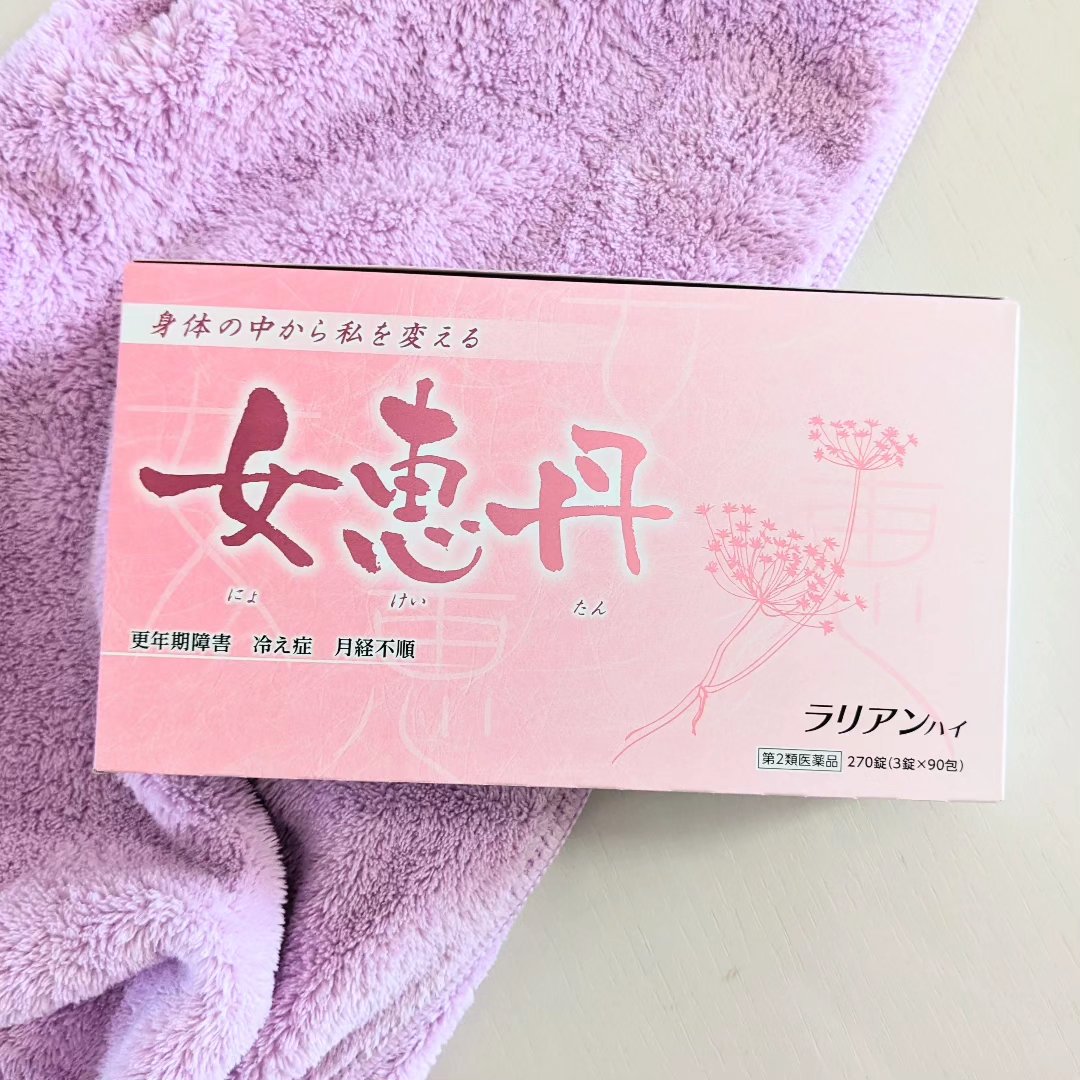 身体の中から私を変える
女恵丹
にょ けい たん
更年期障害 冷え症 月経不順
ラリアンハイ
第2類医薬品 270錠(3錠×90包)